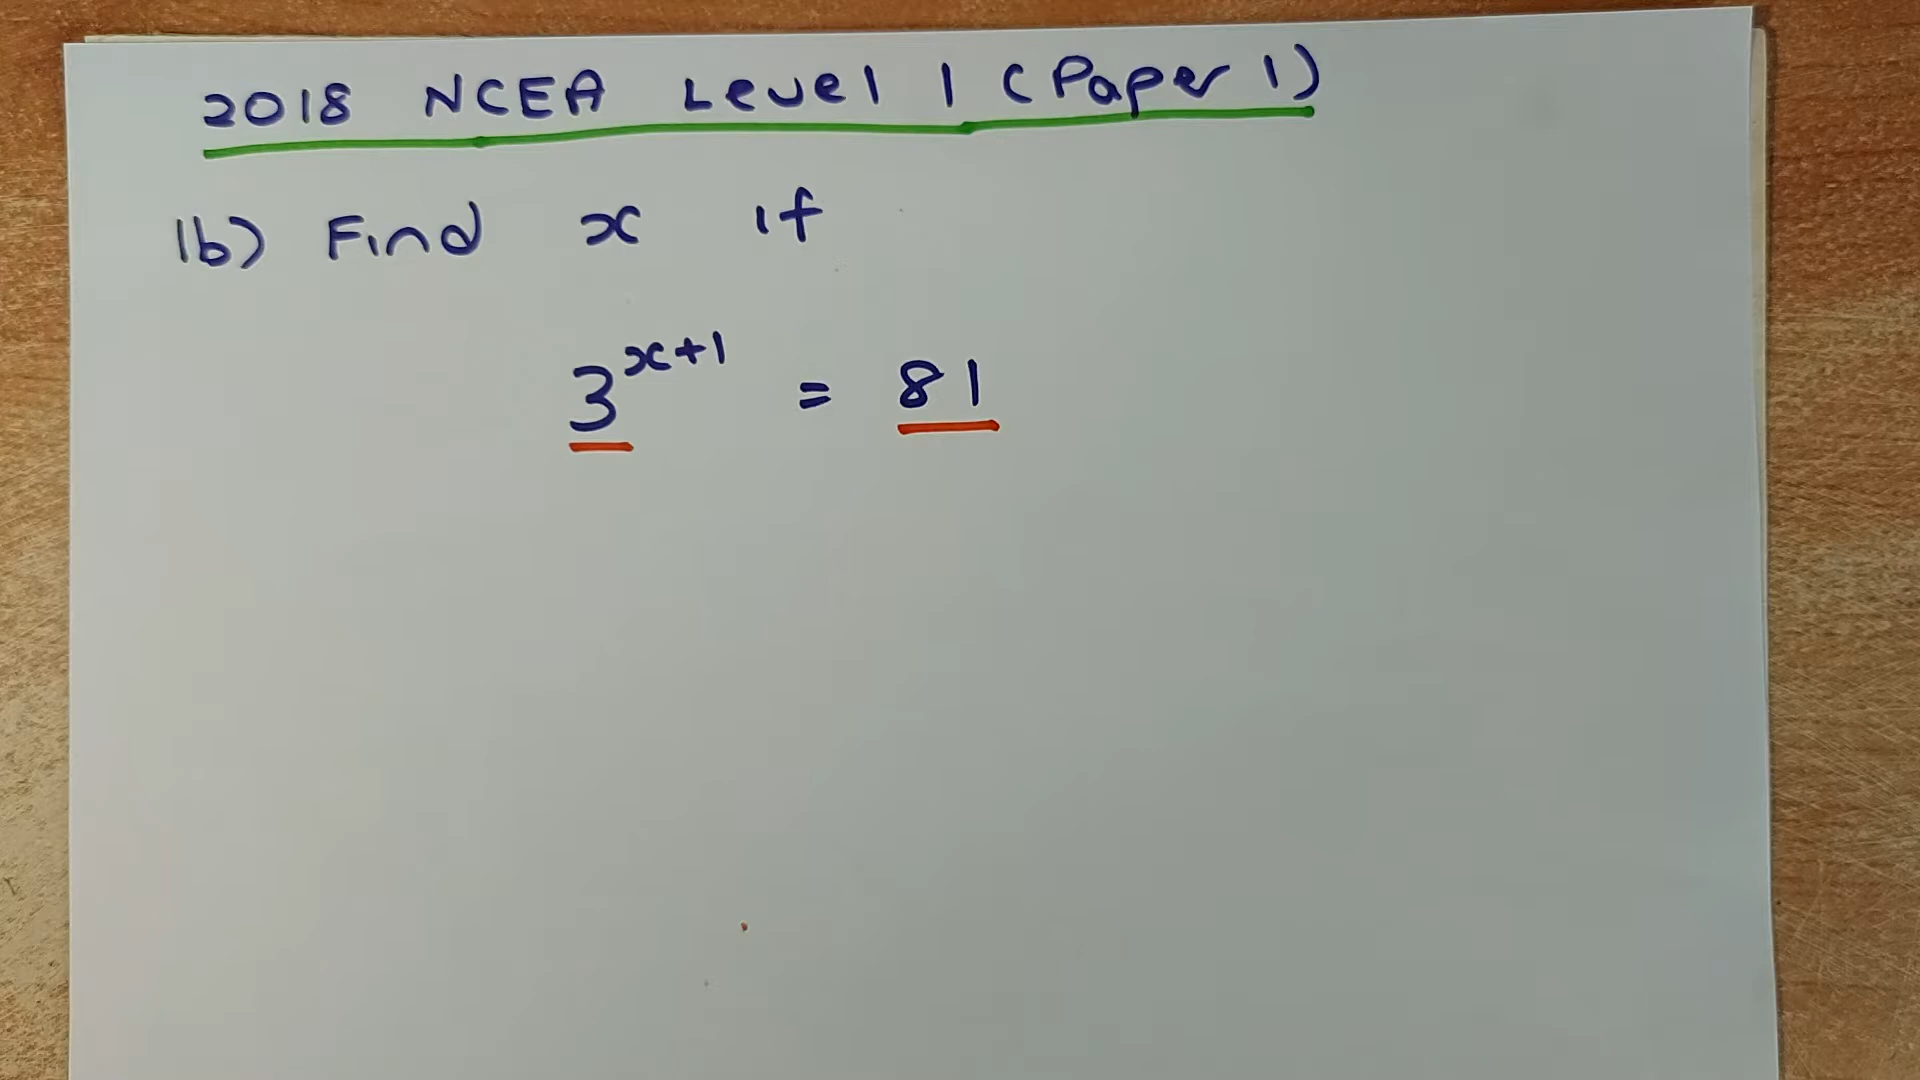 2018 NCEA Level 1 (Paper 1)
1b) Find x if
3^{x+1} = 81